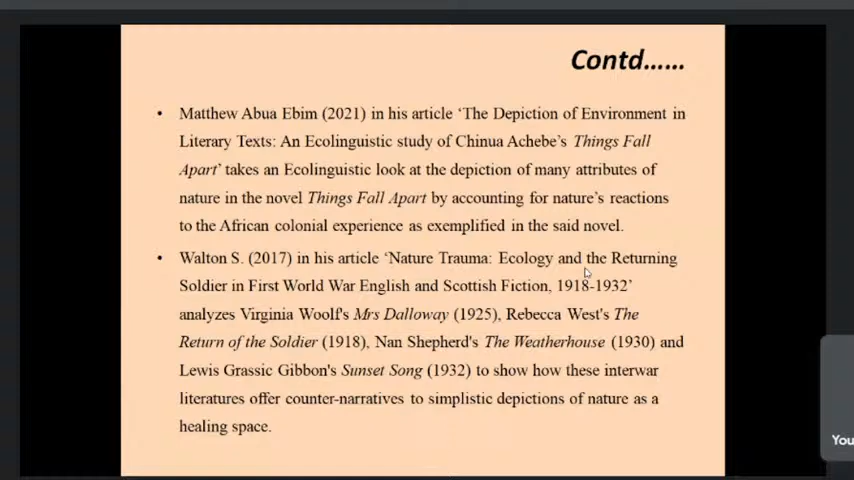 Contd......
• Matthew Abua Ebim (2021) in his article ‘The Depiction of Environment in
Literary Texts: An Ecolinguistic study of Chinua Achebe’s Things Fall
Apart’ takes an Ecolinguistic look at the depiction of many attributes of
nature in the novel Things Fall Apart by accounting for nature’s reactions
to the African colonial experience as exemplified in the said novel.
• Walton S. (2017) in his article ‘Nature Trauma: Ecology and the Returning
Soldier in First World War English and Scottish Fiction, 1918-1932’
analyzes Virginia Woolf's Mrs Dalloway (1925), Rebecca West's The
Return of the Soldier (1918), Nan Shepherd's The Weatherhouse (1930) and
Lewis Grassic Gibbon's Sunset Song (1932) to show how these interwar
literatures offer counter-narratives to simplistic depictions of nature as a
healing space.
You